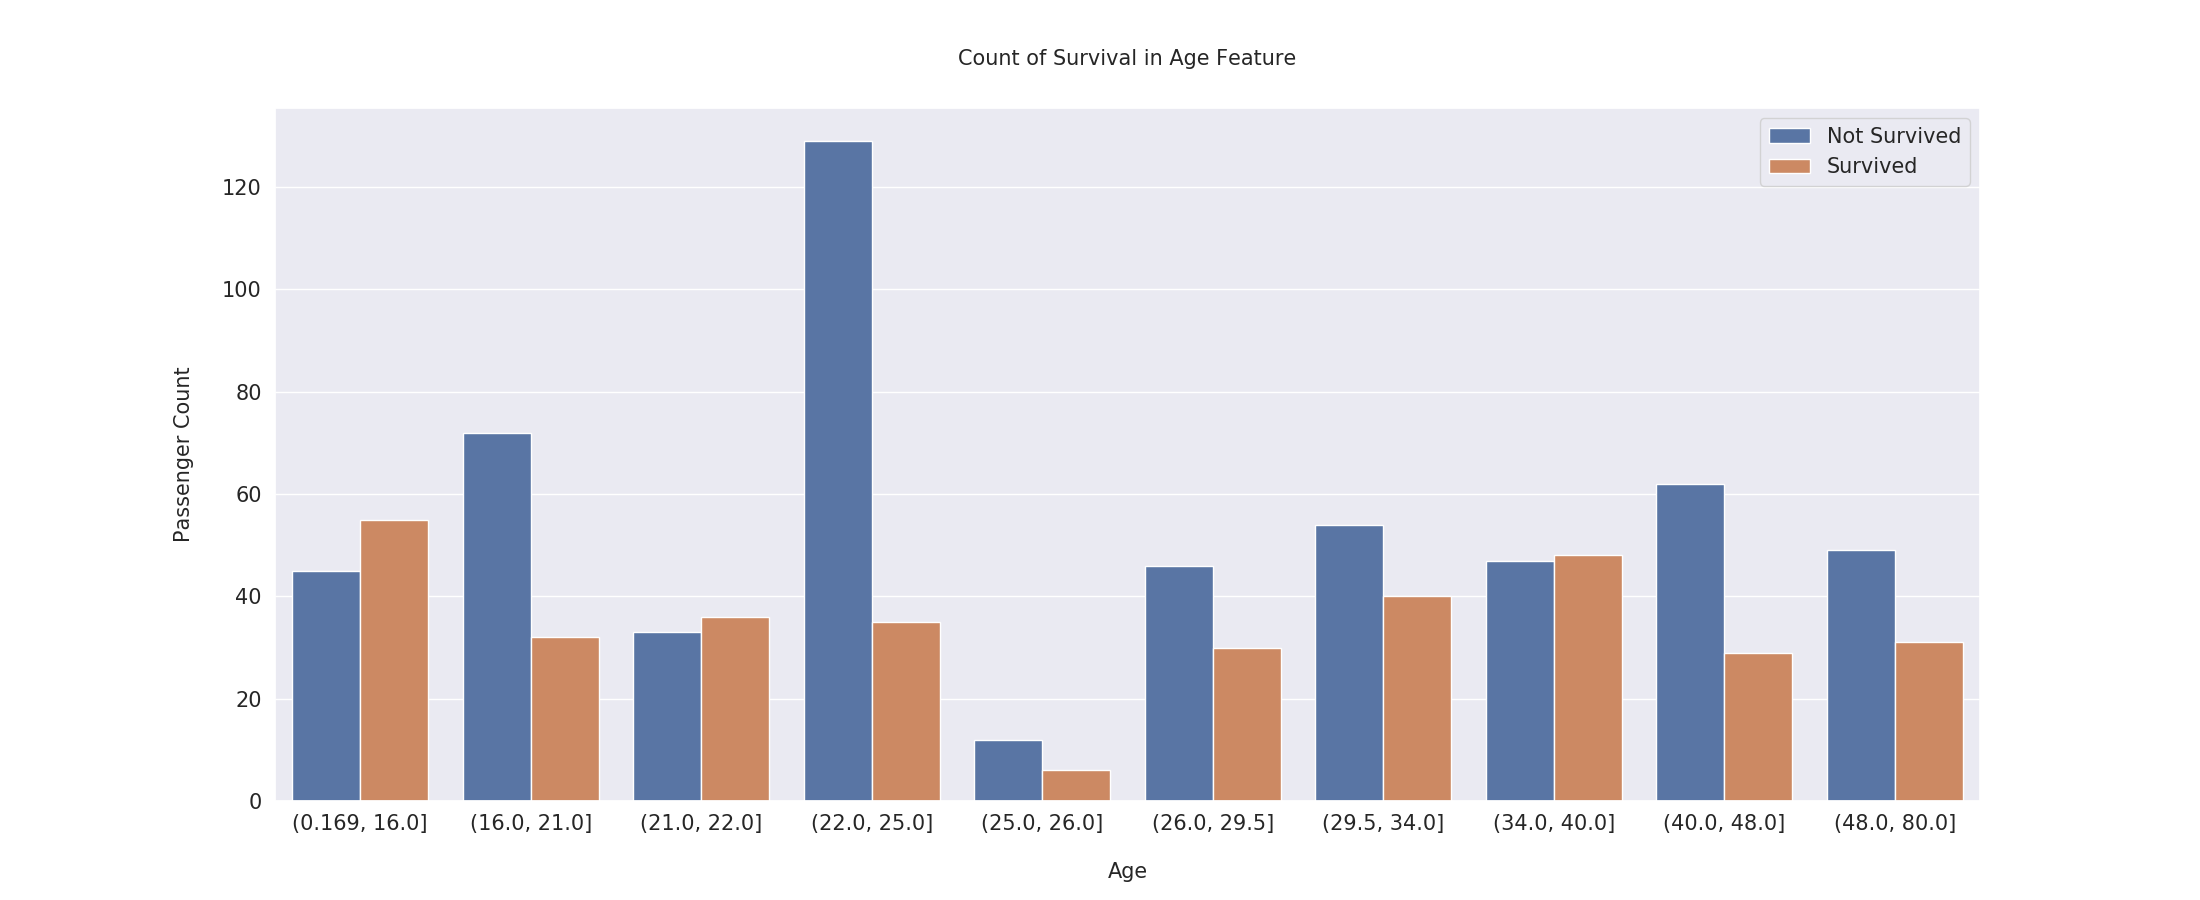 Count of Survival in Age Feature
Not Survived
Survived
Passenger Count
120
100
80
60
40
20
0
(0.169, 16.0] (16.0, 21.0] (21.0, 22.0] (22.0, 25.0] (25.0, 26.0] (26.0, 29.5] (29.5, 34.0] (34.0, 40.0] (40.0, 48.0] (48.0, 80.0]
Age